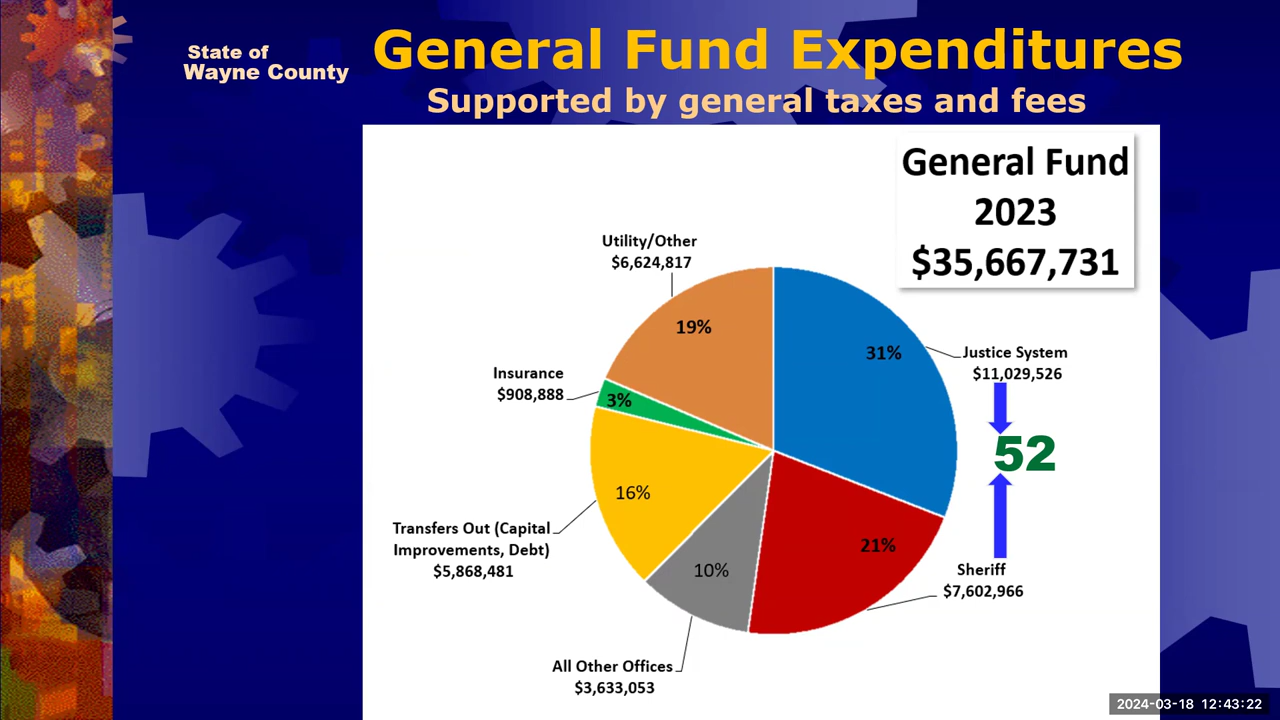 State of
Wayne County
General Fund Expenditures
Supported by general taxes and fees
General Fund
2023
$35,667,731
Utility/Other
$6,624,817
19%
31%
Justice System
$11,029,526
Insurance
$908,888
3%
52
16%
Transfers Out (Capital
Improvements, Debt)
$5,868,481
21%
Sheriff
$7,602,966
10%
All Other Offices
$3,633,053
2024-03-18 12:43:22